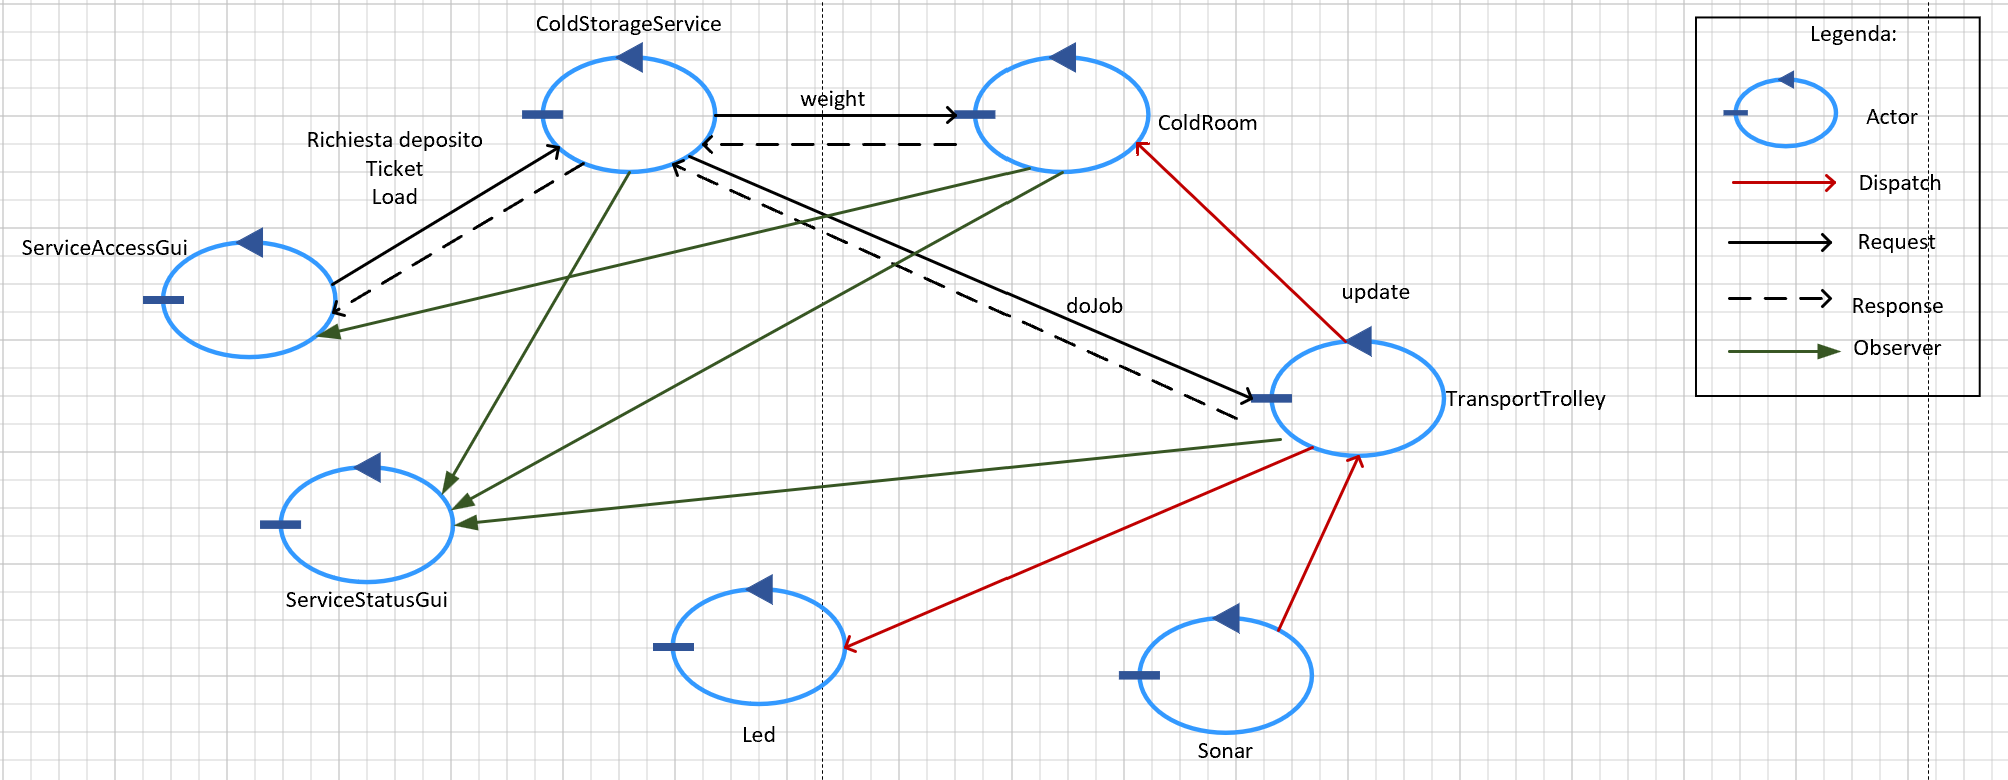 ColdStorageService
Legenda:
weight
ColdRoom
Actor
Richiesta deposito
Ticket
Load
Dispatch
ServiceAccessGui
Request
update
doJob
Response
Observer
TransportTrolley
ServiceStatusGui
Led
Sonar